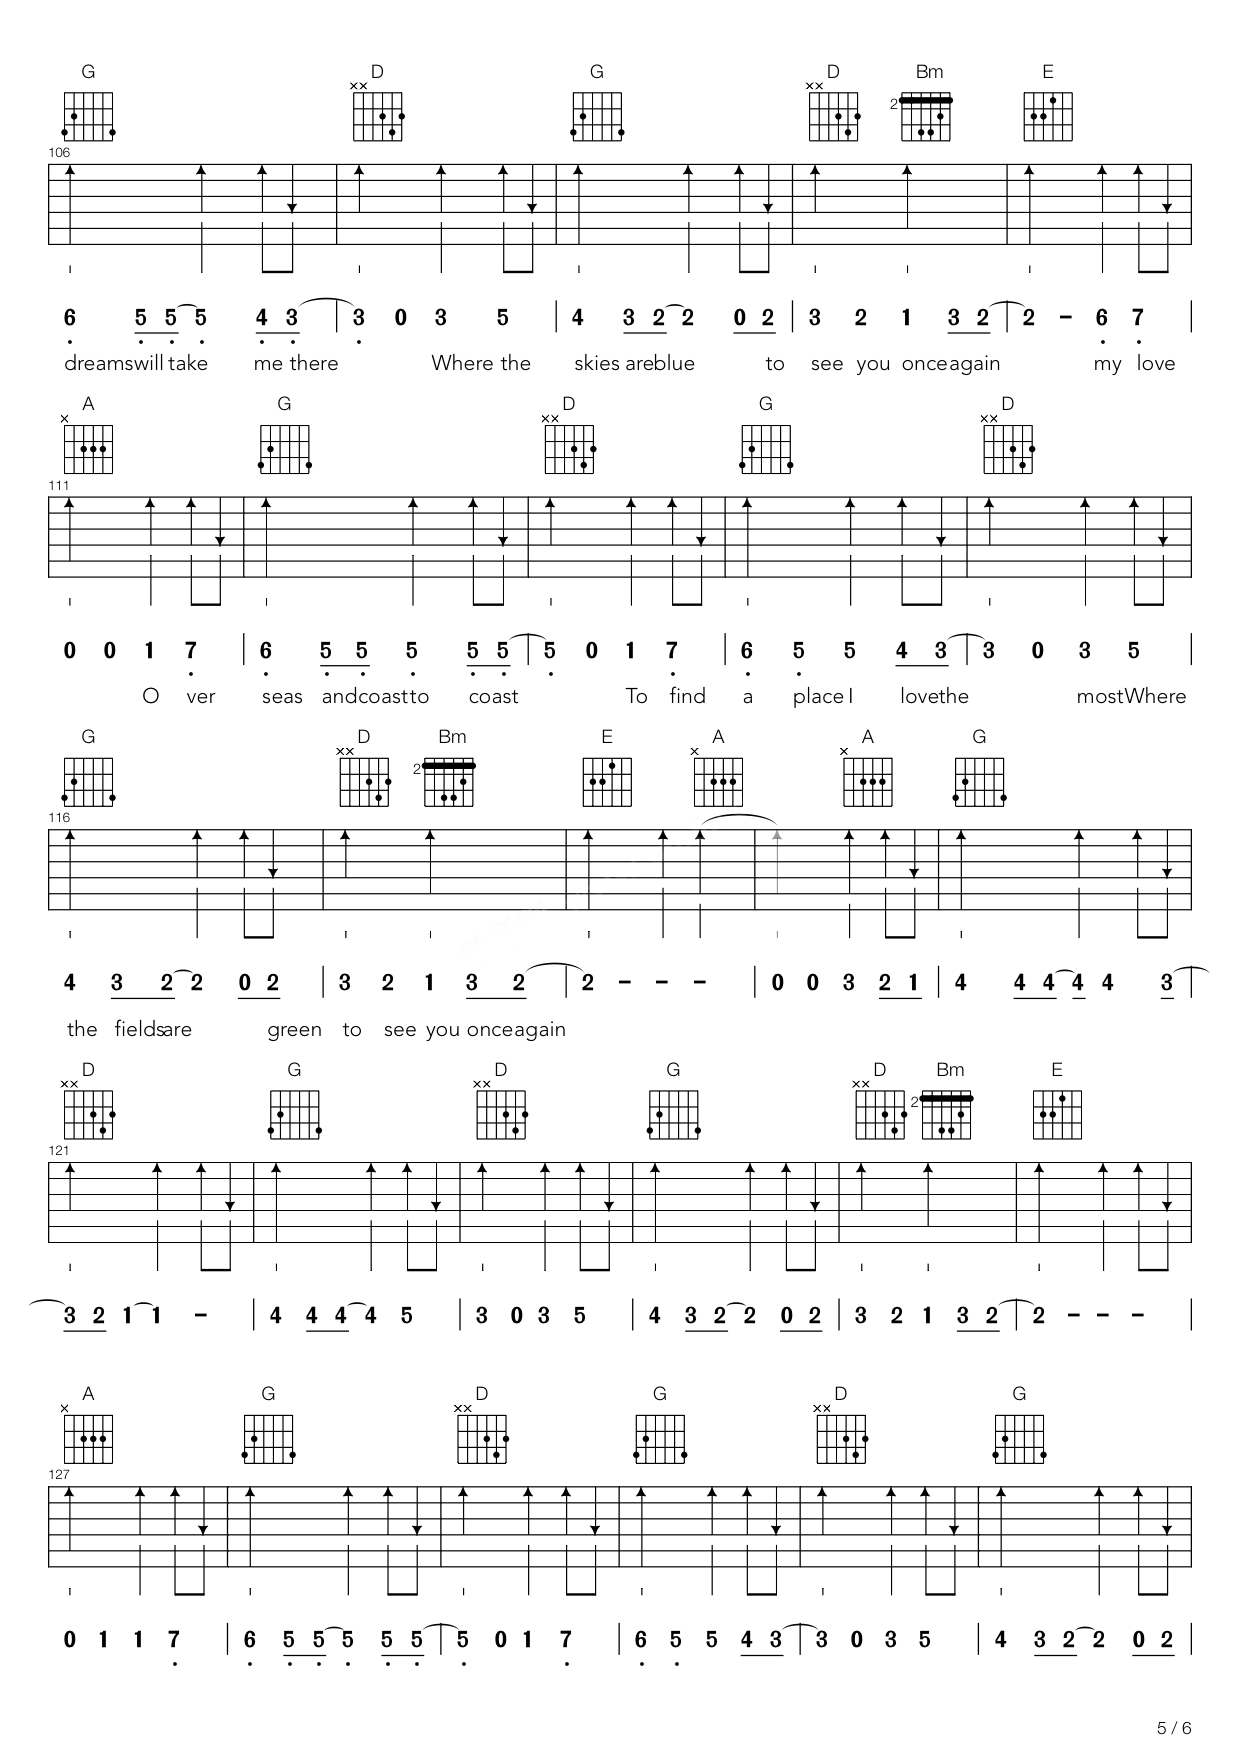 G D G D Bm E
×× ×× 2
106
6 5 5 5 4 3 | 3 0 3 5 | 4 3 2 2 0 2 | 3 2 1 3 2 | 2 – 6 7 |
dreamswill take me there Where the skies areblue to see you onceagain my love
A G D G D
× ×× ××
111
0 0 1 7 | 6 5 5 5 5 5 | 5 0 1 7 | 6 5 5 4 3 | 3 0 3 5 |
O ver seas andcoastto coast To find a place I lovethe mostWhere
G D Bm E A A G
×× 2 × ×
116
4 3 2 2 0 2 | 3 2 1 3 2 | 2 – – – | 0 0 3 2 1 | 4 4 4 4 4 3 |
the fieldsare green to see you onceagain
D G D G D Bm E
×× ×× ×× 2
121
3 2 1 1 – | 4 4 4 4 5 | 3 0 3 5 | 4 3 2 2 0 2 | 3 2 1 3 2 | 2 – – – |
A G D G D G
× ×× ××
127
0 1 1 7 | 6 5 5 5 5 5 | 5 0 1 7 | 6 5 5 4 3 | 3 0 3 5 | 4 3 2 2 0 2 |
5 / 6